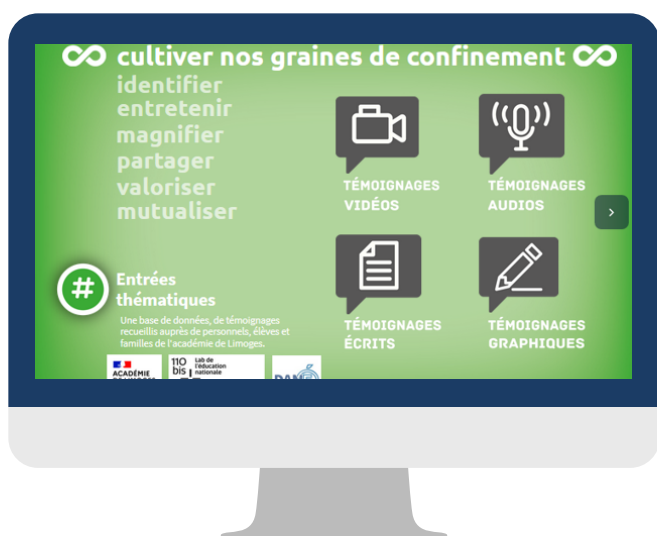 cultiver nos graines de confinement
identifier
entretenir
magnifier
partager
valoriser
mutualiser
TÉMOIGNAGES
VIDÉOS
TÉMOIGNAGES
AUDIOS
TÉMOIGNAGES
ÉCRITS
TÉMOIGNAGES
GRAPHIQUES
#
Entrées
thématiques
Une base de données, de témoignages
recueillis auprès de personnels, élèves et
familles de l'académie de Limoges.
ACADÉMIE
110
bis
Lab de
l'éducation
nationale